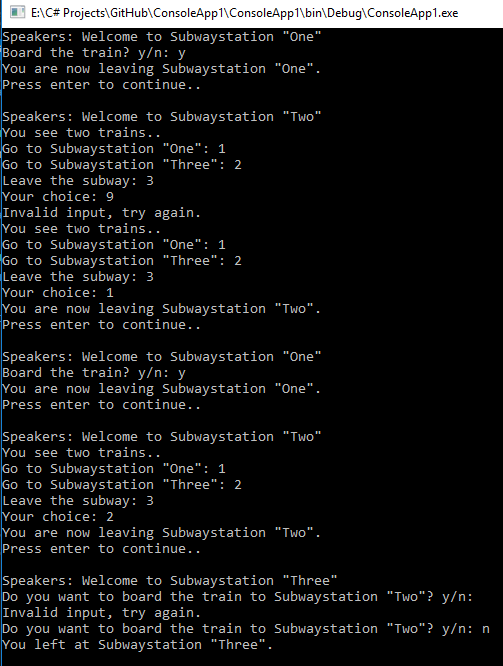 E:\C# Projects\GitHub\ConsoleApp1\ConsoleApp1\bin\Debug\ConsoleApp1.exe
Speakers: Welcome to Subwaystation "One"
Board the train? y/n: y
You are now leaving Subwaystation "One".
Press enter to continue..
Speakers: Welcome to Subwaystation "Two"
You see two trains..
Go to Subwaystation "One": 1
Go to Subwaystation "Three": 2
Leave the subway: 3
Your choice: 9
Invalid input, try again.
You see two trains..
Go to Subwaystation "One": 1
Go to Subwaystation "Three": 2
Leave the subway: 3
Your choice: 1
You are now leaving Subwaystation "Two".
Press enter to continue..
Speakers: Welcome to Subwaystation "One"
Board the train? y/n: y
You are now leaving Subwaystation "One".
Press enter to continue..
Speakers: Welcome to Subwaystation "Two"
You see two trains..
Go to Subwaystation "One": 1
Go to Subwaystation "Three": 2
Leave the subway: 3
Your choice: 2
You are now leaving Subwaystation "Two".
Press enter to continue..
Speakers: Welcome to Subwaystation "Three"
Do you want to board the train to Subwaystation "Two"? y/n:
Invalid input, try again.
Do you want to board the train to Subwaystation "Two"? y/n: n
You left at Subwaystation "Three".